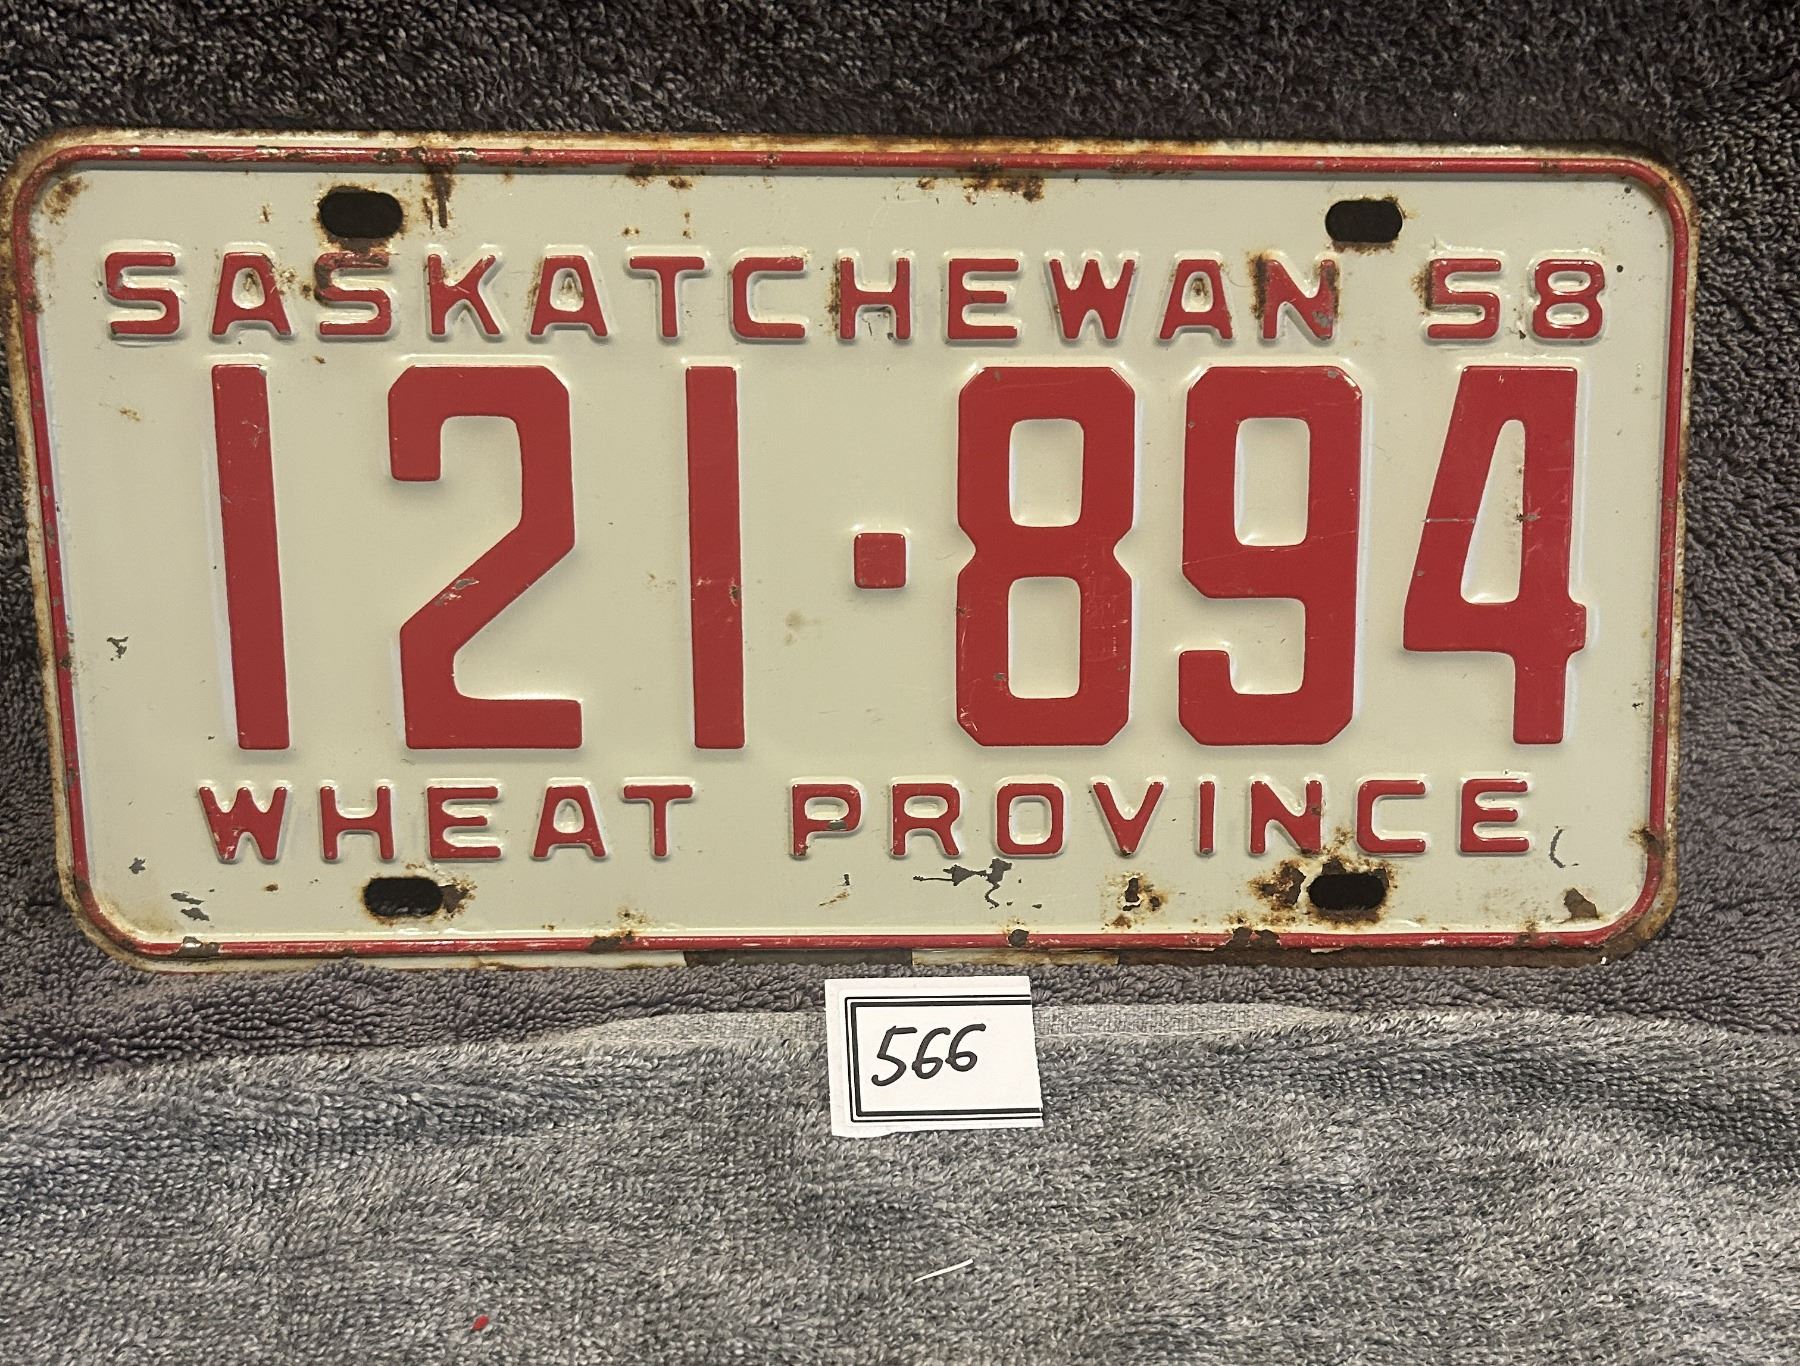 SASKATCHEWAN 58
121·894
WHEAT PROVINCE
566